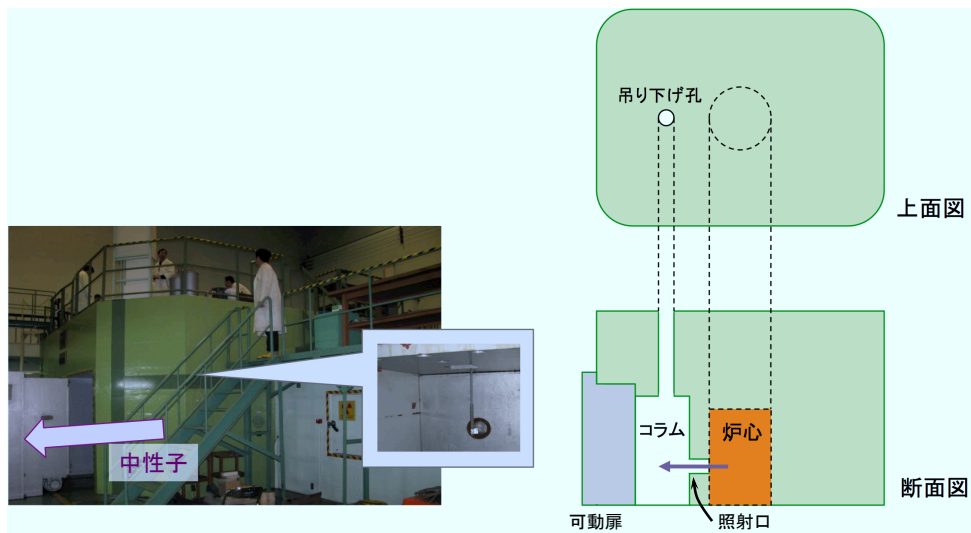 吊り下げ孔
上面図
中性子
コラム
炉心
断面図
可動扉
照射口